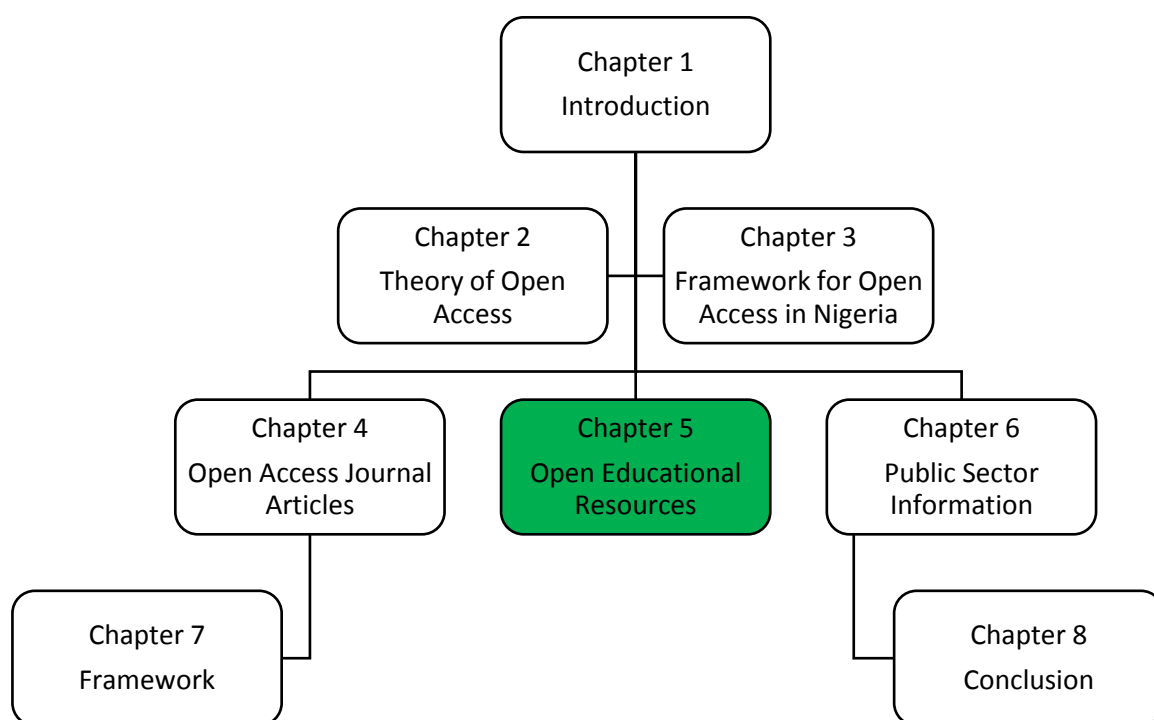 Chapter 1
Introduction
Chapter 2
Theory of Open
Access
Chapter 3
Framework for Open
Access in Nigeria
Chapter 4
Open Access Journal
Articles
Chapter 5
Open Educational
Resources
Chapter 6
Public Sector
Information
Chapter 7
Framework
Chapter 8
Conclusion